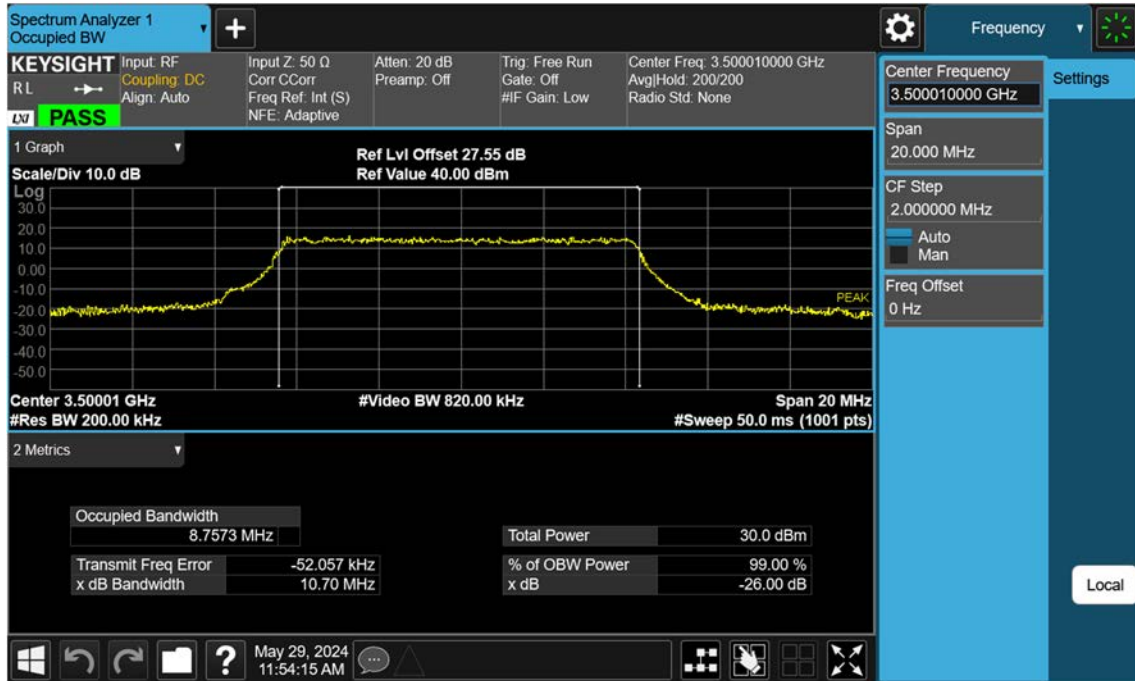 Spectrum Analyzer 1
Occupied BW
Frequency
KEYSIGHT
R L
LXI PASS
Input: RF
Coupling: DC
Align: Auto
Input Z: 50 Ω
Corr CCorr
Freq Ref: Int (S)
NFE: Adaptive
Atten: 20 dB
Preamp: Off
Trig: Free Run
Gate: Off
#IF Gain: Low
Center Freq: 3.500010000 GHz
Avg|Hold: 200/200
Radio Std: None
Center Frequency
3.500010000 GHz
Settings
Span
20.000 MHz
CF Step
2.000000 MHz
Auto
Man
Freq Offset
0 Hz
Local
1 Graph
Scale/Div 10.0 dB
Ref Lvl Offset 27.55 dB
Ref Value 40.00 dBm
Log
30.0
20.0
10.0
0.00
-10.0
-20.0
-30.0
-40.0
-50.0
PEAK
Center 3.50001 GHz #Video BW 820.00 kHz Span 20 MHz
#Res BW 200.00 kHz #Sweep 50.0 ms (1001 pts)
2 Metrics
Occupied Bandwidth
8.7573 MHz
Total Power 30.0 dBm
Transmit Freq Error -52.057 kHz % of OBW Power 99.00 %
x dB Bandwidth 10.70 MHz x dB -26.00 dB
?
May 29, 2024
11:54:15 AM